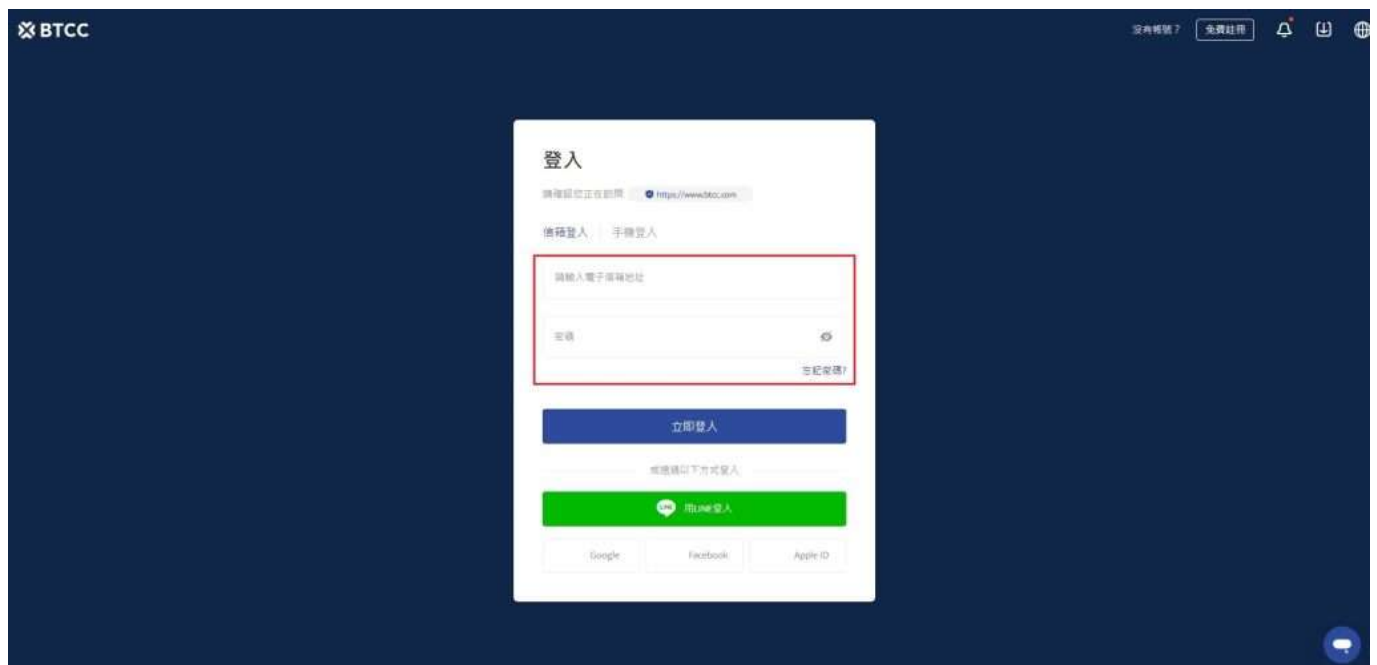 BTCC
沒有帳號？ 免費註冊
登入
請確認您正在訪問 https://www.btcc.com
信箱登入 手機登入
請輸入電子信箱地址
密碼
忘記密碼?
立即登入
或透過以下方式登入
LINE 用LINE登入
Google Facebook Apple ID